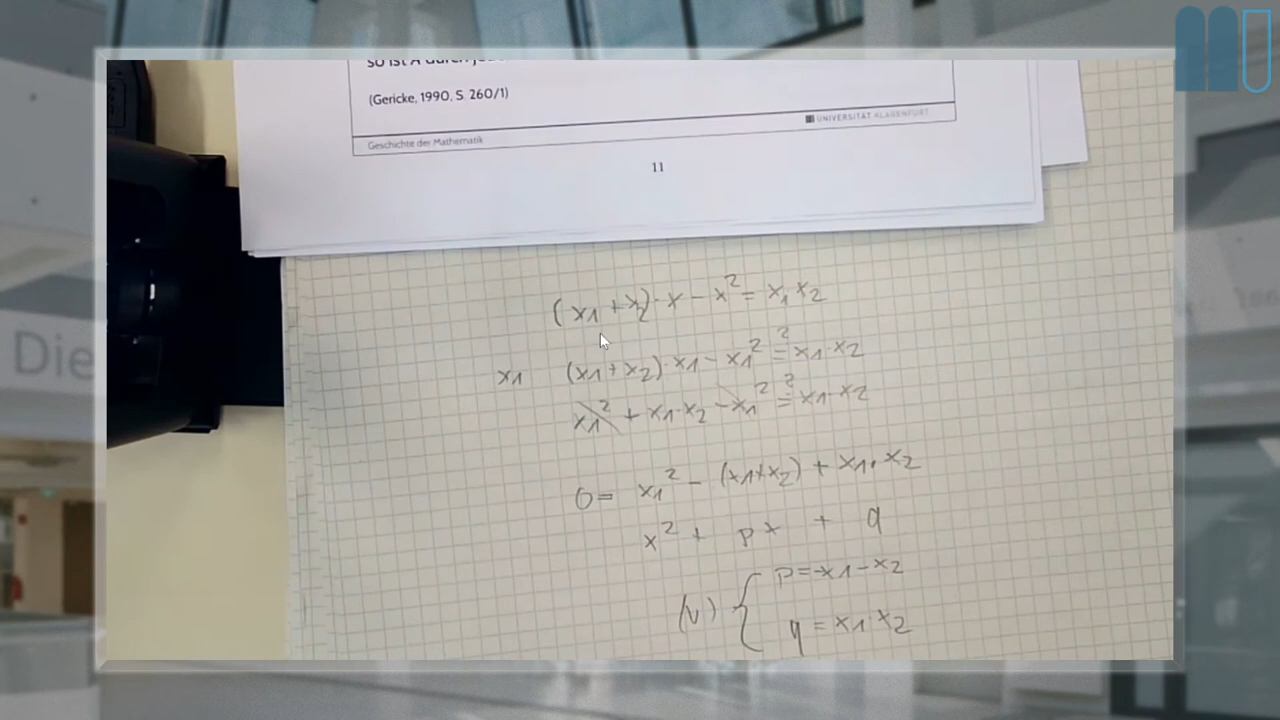 so ist A durch
(Gericke, 1990, S. 260/1)
UNIVERSITÄT KLAGENFURT
Geschichte der Mathematik
11
(x1 + x2) · x − x² = x1 x2
x1 (x1 + x2) · x1 − x1² ≟ x1 · x2
x1² + x1 · x2 − x1² ≟ x1 · x2
0 = x1² − (x1+x2) + x1 · x2
x² + px + q
(V) { p = −x1 − x2
q = x1 · x2
Die